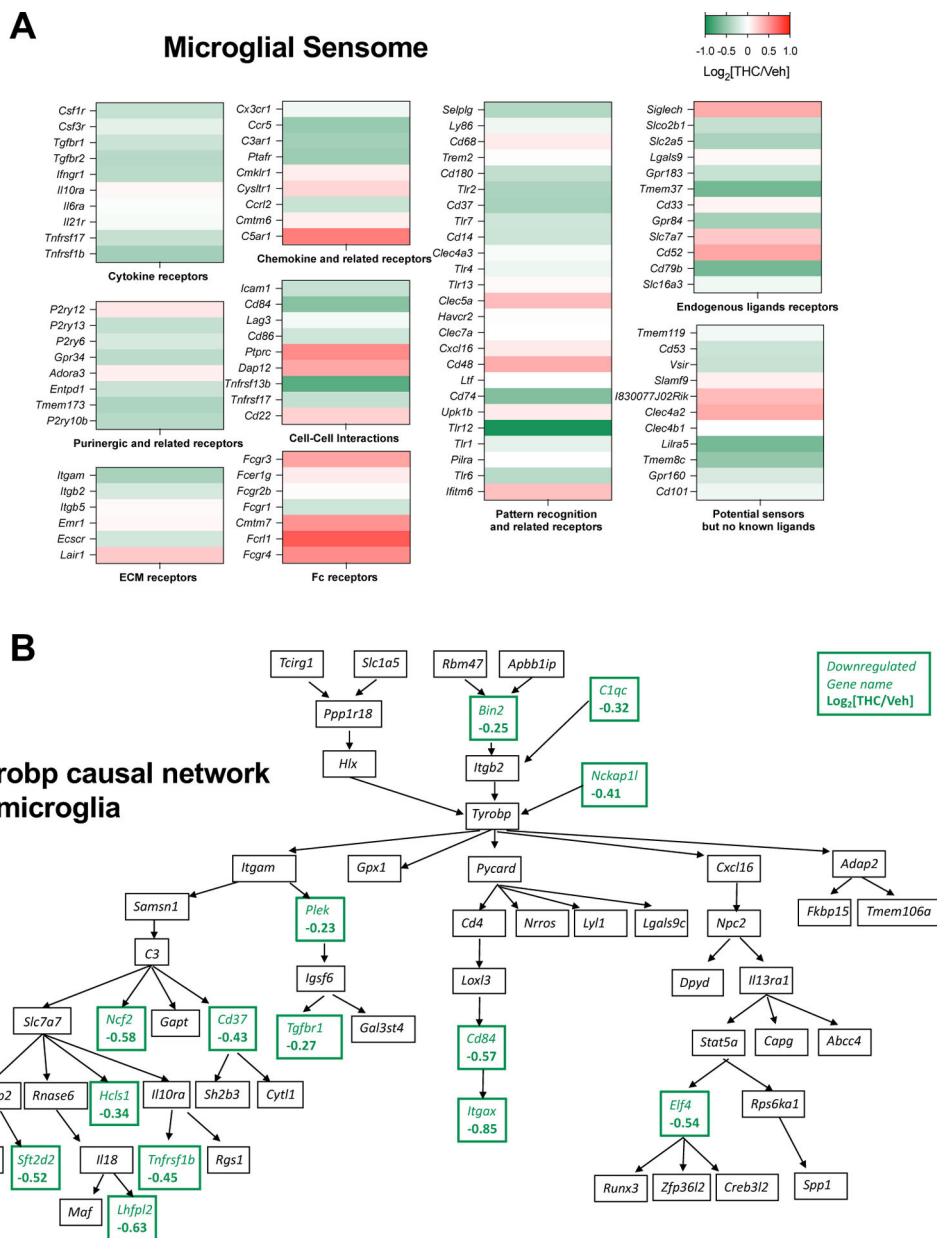 A
Microglial Sensome
-1.0 -0.5 0 0.5 1.0
Log2[THC/Veh]
Csf1r
Csf3r
Tgfbr1
Tgfbr2
Ifngr1
Il10ra
Il6ra
Il21r
Tnfrsf17
Tnfrsf1b
Cytokine receptors
P2ry12
P2ry13
P2ry6
Gpr34
Adora3
Entpd1
Tmem173
P2ry10b
Purinergic and related receptors
Itgam
Itgb2
Itgb5
Emr1
Ecscr
Lair1
ECM receptors
Cx3cr1
Ccr5
C3ar1
Ptafr
Cmklr1
Cysltr1
Ccrl2
Cmtm6
C5ar1
Chemokine and related receptors
Icam1
Cd84
Lag3
Cd86
Ptprc
Dap12
Tnfrsf13b
Tnfrsf17
Cd22
Cell-Cell Interactions
Fcgr3
Fcer1g
Fcgr2b
Fcgr1
Cmtm7
Fcrl1
Fcgr4
Fc receptors
Selplg
Ly86
Cd68
Trem2
Cd180
Tlr2
Cd37
Tlr7
Cd14
Clec4a3
Tlr4
Tlr13
Clec5a
Havcr2
Clec7a
Cxcl16
Cd48
Ltf
Cd74
Upk1b
Tlr12
Tlr1
Pilra
Tlr6
Ifitm6
Pattern recognition
and related receptors
Siglech
Slco2b1
Slc2a5
Lgals9
Gpr183
Tmem37
Cd33
Gpr84
Slc7a7
Cd52
Cd79b
Slc16a3
Endogenous ligands receptors
Tmem119
Cd53
Vsir
Slamf9
I830077J02Rik
Clec4a2
Clec4b1
Lilra5
Tmem8c
Gpr160
Cd101
Potential sensors
but no known ligands
B
robp causal network
microglia
Downregulated
Gene name
Log2[THC/Veh]
Tcirg1 Slc1a5 Rbm47 Apbb1ip
C1qc
-0.32
Ppp1r18
Bin2
-0.25
Hlx
Itgb2
Nckap1l
-0.41
Tyrobp
Itgam Gpx1 Pycard Cxcl16 Adap2
Samsn1
Plek
-0.23
Cd4 Nrros Lyl1 Lgals9c Npc2 Fkbp15 Tmem106a
C3 Igsf6 Loxl3 Dpyd Il13ra1
Slc7a7
Ncf2
-0.58
Gapt
Cd37
-0.43
Tgfbr1
-0.27
Gal3st4
Cd84
-0.57
Stat5a Capg Abcc4
p2 Rnase6
Hcls1
-0.34
Il10ra Sh2b3 Cytl1
Itgax
-0.85
Elf4
-0.54
Rps6ka1
Sft2d2
-0.52
Il18
Tnfrsf1b
-0.45
Rgs1
Runx3 Zfp36l2 Creb3l2 Spp1
Maf
Lhfpl2
-0.63